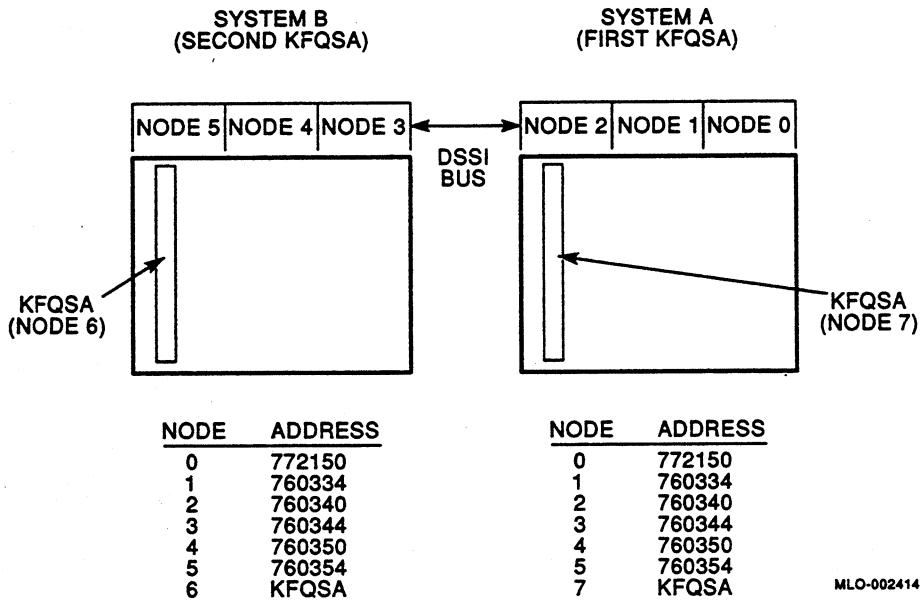 SYSTEM B
(SECOND KFQSA)
SYSTEM A
(FIRST KFQSA)
NODE 5 NODE 4 NODE 3
NODE 2 NODE 1 NODE 0
DSSI
BUS
KFQSA
(NODE 6)
KFQSA
(NODE 7)
NODE ADDRESS
0 772150
1 760334
2 760340
3 760344
4 760350
5 760354
6 KFQSA
NODE ADDRESS
0 772150
1 760334
2 760340
3 760344
4 760350
5 760354
7 KFQSA
MLO-002414